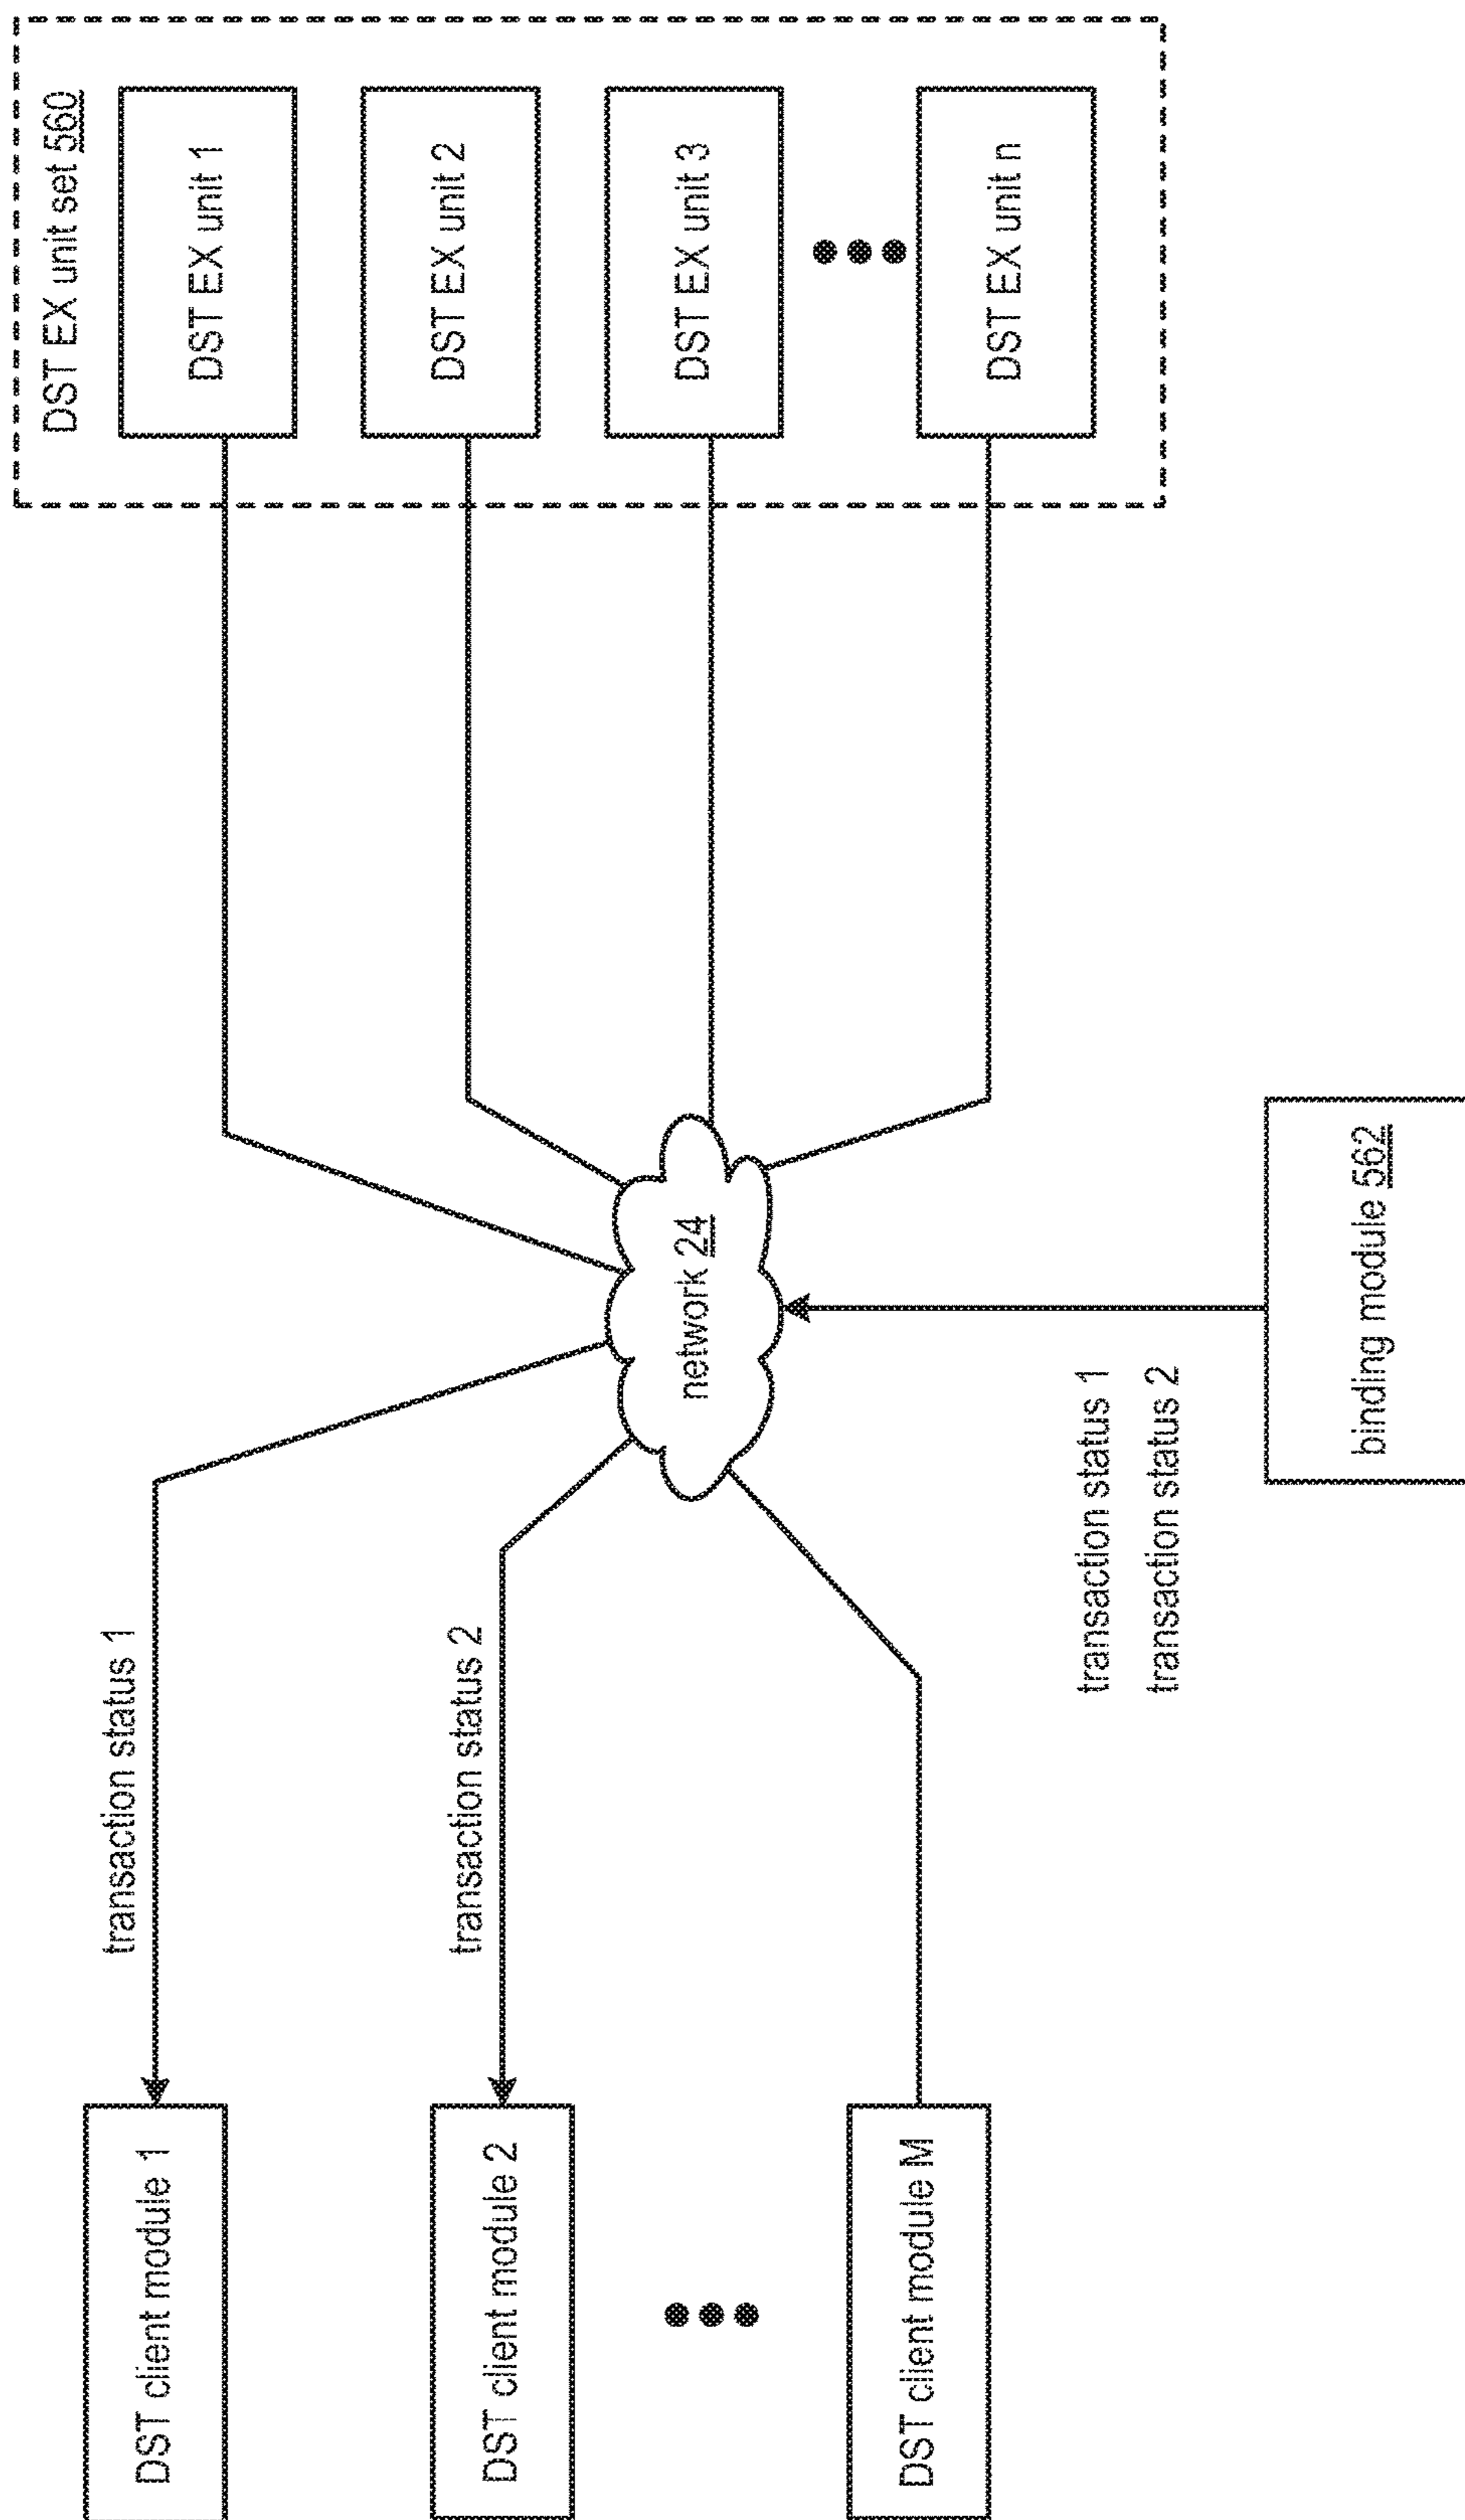 DST client module 1
transaction status 1
DST client module 2
transaction status 2
DST client module M
network 24
transaction status 1
transaction status 2
binding module 562
DST EX unit set 560
DST EX unit 1
DST EX unit 2
DST EX unit 3
DST EX unit n